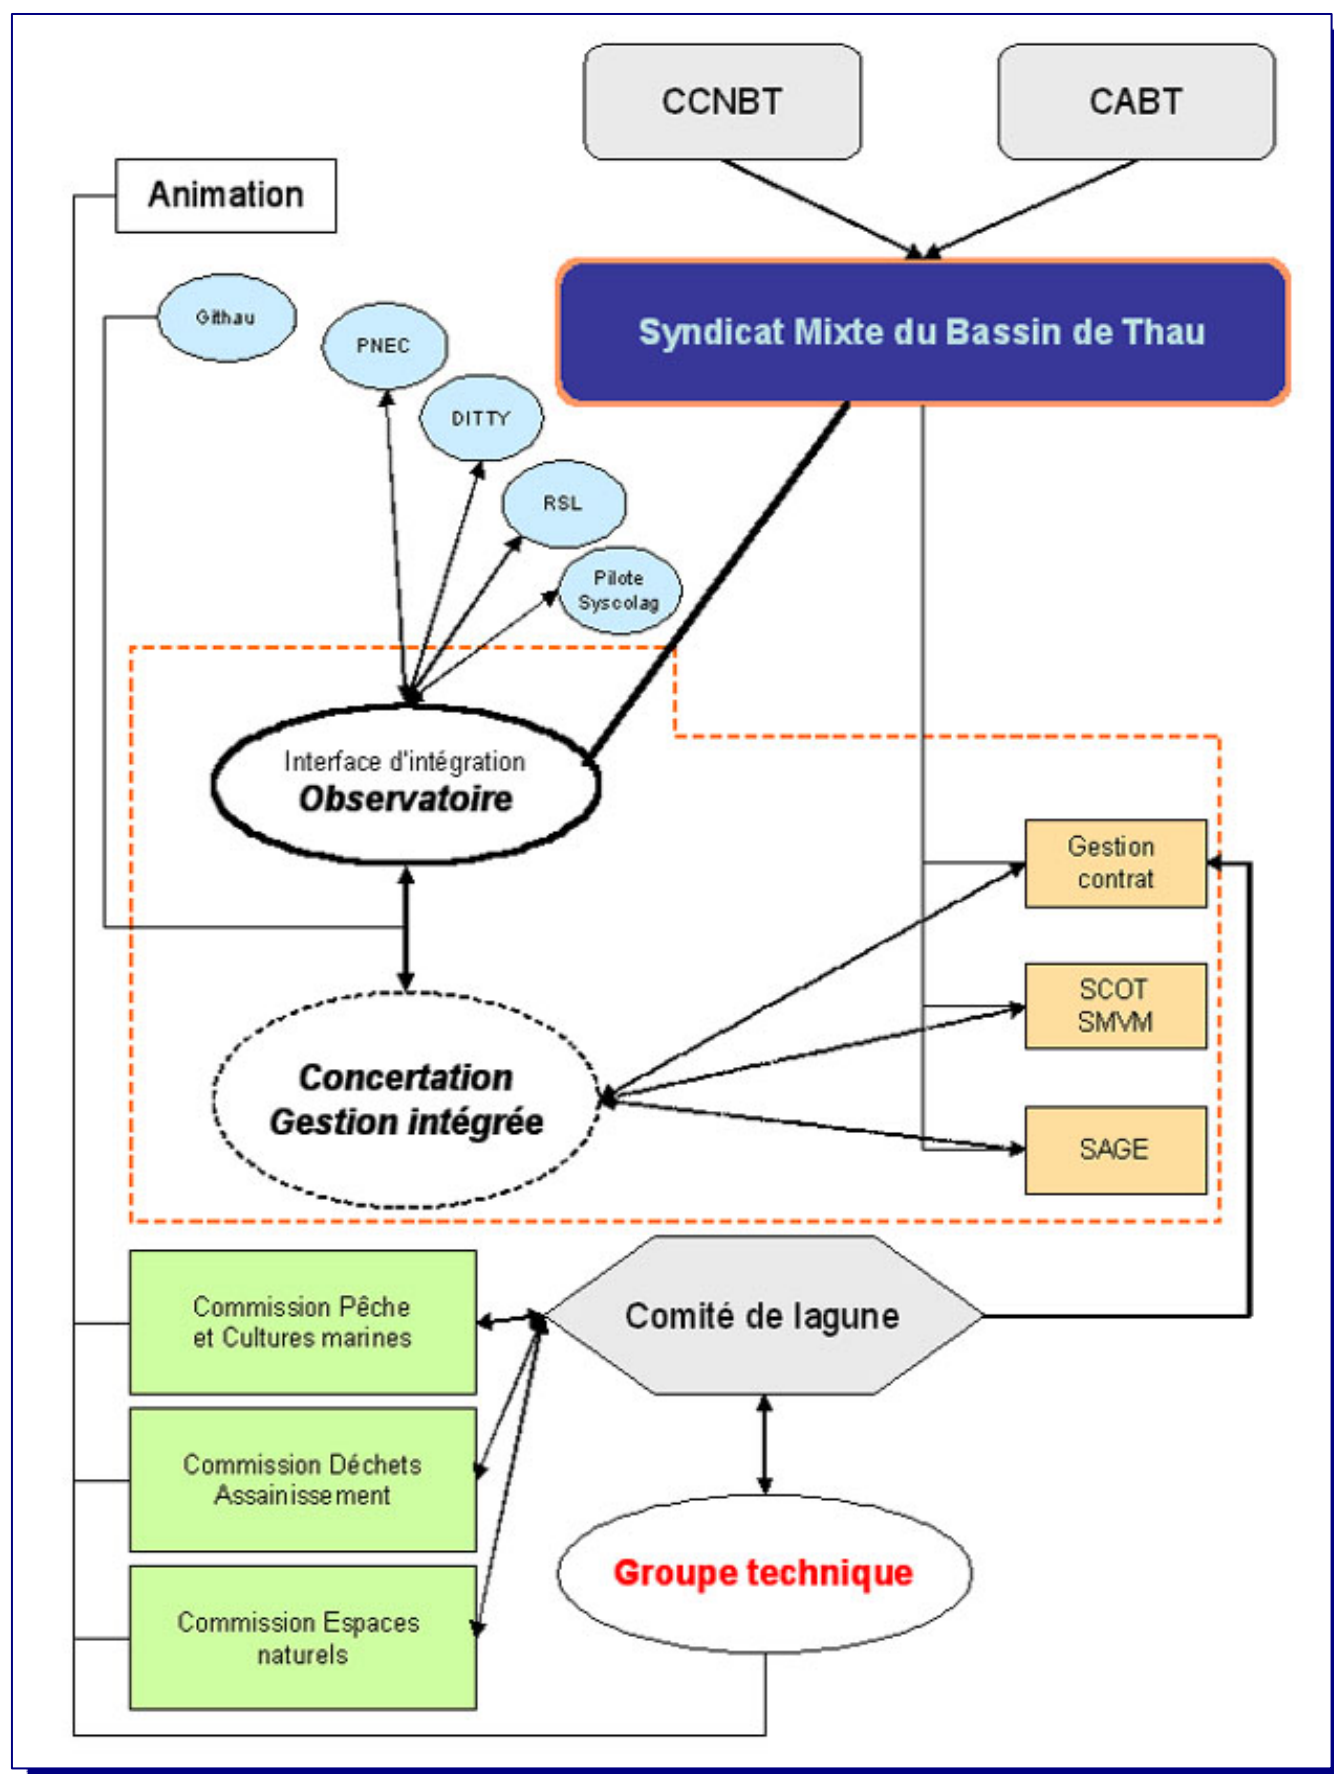 CCNBT
CABT
Animation
Githau
PNEC
Syndicat Mixte du Bassin de Thau
DITTY
RSL
Pilote
Syscolag
Interface d'intégration
Observatoire
Gestion
contrat
SCOT
SMVM
Concertation
Gestion intégrée
SAGE
Commission Pêche
et Cultures marines
Comité de lagune
Commission Déchets
Assainissement
Groupe technique
Commission Espaces
naturels